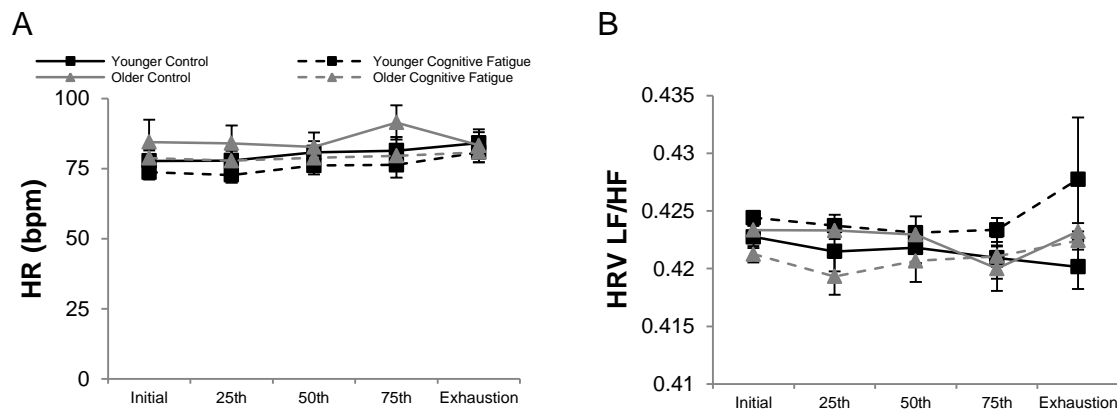 A
B
Younger Control
Younger Cognitive Fatigue
Older Control
Older Cognitive Fatigue
HR (bpm)
100
75
50
25
0
Initial 25th 50th 75th Exhaustion
HRV LF/HF
0.435
0.43
0.425
0.42
0.415
0.41
Initial 25th 50th 75th Exhaustion